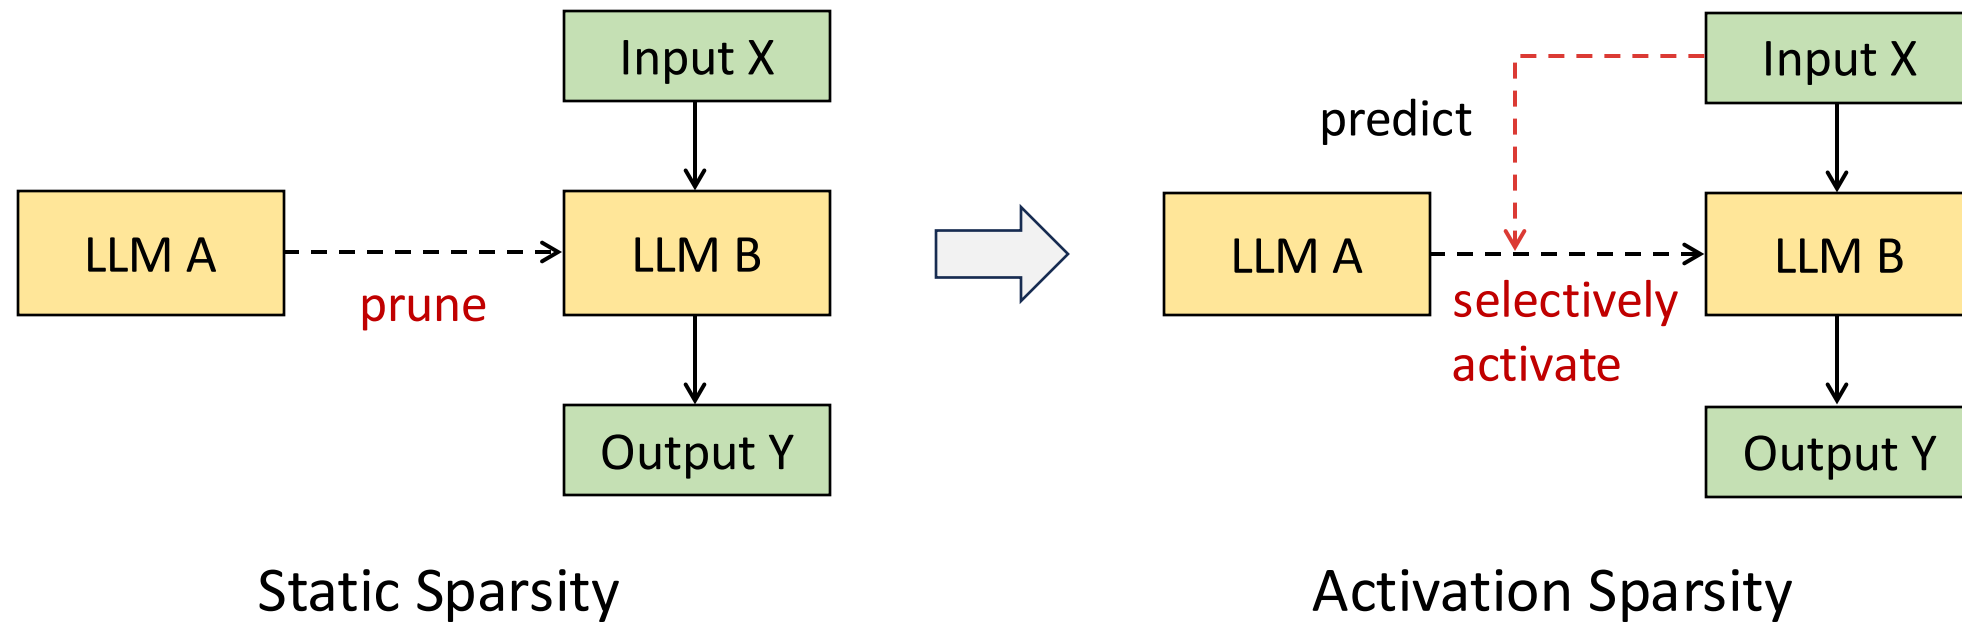 Input X
LLM A
prune
LLM B
Output Y
Static Sparsity
Input X
predict
LLM A
selectively
activate
LLM B
Output Y
Activation Sparsity